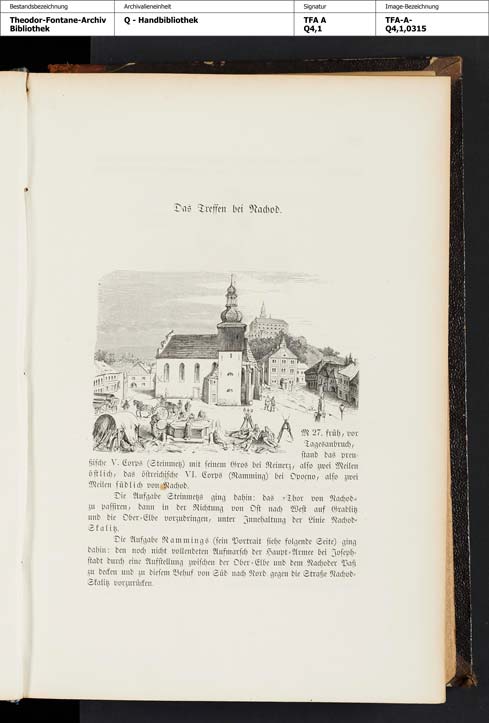 Bestandsbezeichnung
Archivalieneinheit
Signatur
Image-Bezeichnung
Theodor-Fontane-Archiv
Bibliothek
Q - Handbibliothek
TFA A
Q4,1
TFA-A-
Q4,1,0315
Das Treffen bei Nachod.
M 27. früh, vor
Tagesanbruch,
stand das preu-
ßische V. Corps (Steinmetz) mit seinem Gros bei Reinerz, also zwei Meilen
östlich, das östreichische VI. Corps (Ramming) bei Opocno, also zwei
Meilen südlich von Nachod.
Die Aufgabe Steinmetzs ging dahin: das »Thor von Nachod«
zu passiren, dann in der Richtung von Ost nach West auf Gradlitz
und die Ober-Elbe vorzudringen, unter Innehaltung der Linie Nachod-
Skalitz.
Die Aufgabe Rammings (sein Portrait siehe folgende Seite) ging
dahin: den noch nicht vollendeten Aufmarsch der Haupt-Armee bei Joseph-
stadt durch eine Aufstellung zwischen der Ober-Elbe und dem Nachoder Paß
zu decken und zu diesem Behuf von Süd nach Nord gegen die Straße Nachod-
Skalitz vorzurücken.